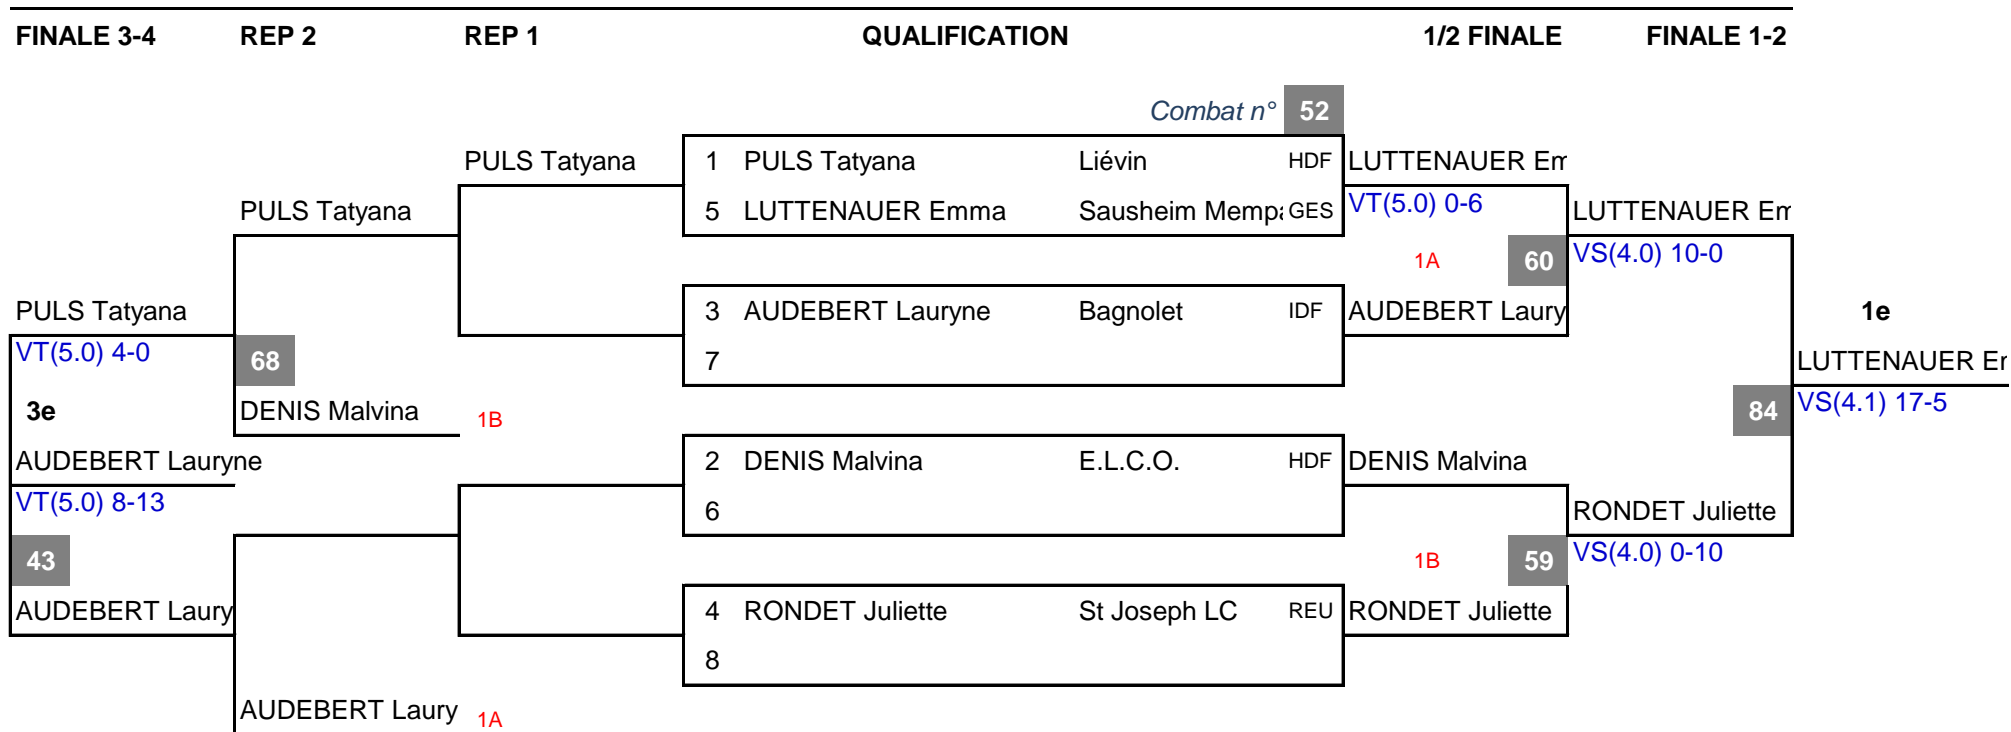 FINALE 3-4 REP 2 REP 1 QUALIFICATION 1/2 FINALE FINALE 1-2
Combat n° 52
PULS Tatyana 1 PULS Tatyana Liévin HDF LUTTENAUER Em
PULS Tatyana 5 LUTTENAUER Emma Sausheim Mempa GES VT(5.0) 0-6 LUTTENAUER Em
1A 60 VS(4.0) 10-0
PULS Tatyana 3 AUDEBERT Lauryne Bagnolet IDF AUDEBERT Laury 1e
VT(5.0) 4-0 68 7 LUTTENAUER Er
3e DENIS Malvina 1B 84 VS(4.1) 17-5
AUDEBERT Lauryne 2 DENIS Malvina E.L.C.O. HDF DENIS Malvina
VT(5.0) 8-13 6 RONDET Juliette
43 1B 59 VS(4.0) 0-10
AUDEBERT Laury 4 RONDET Juliette St Joseph LC REU RONDET Juliette
8
AUDEBERT Laury 1A